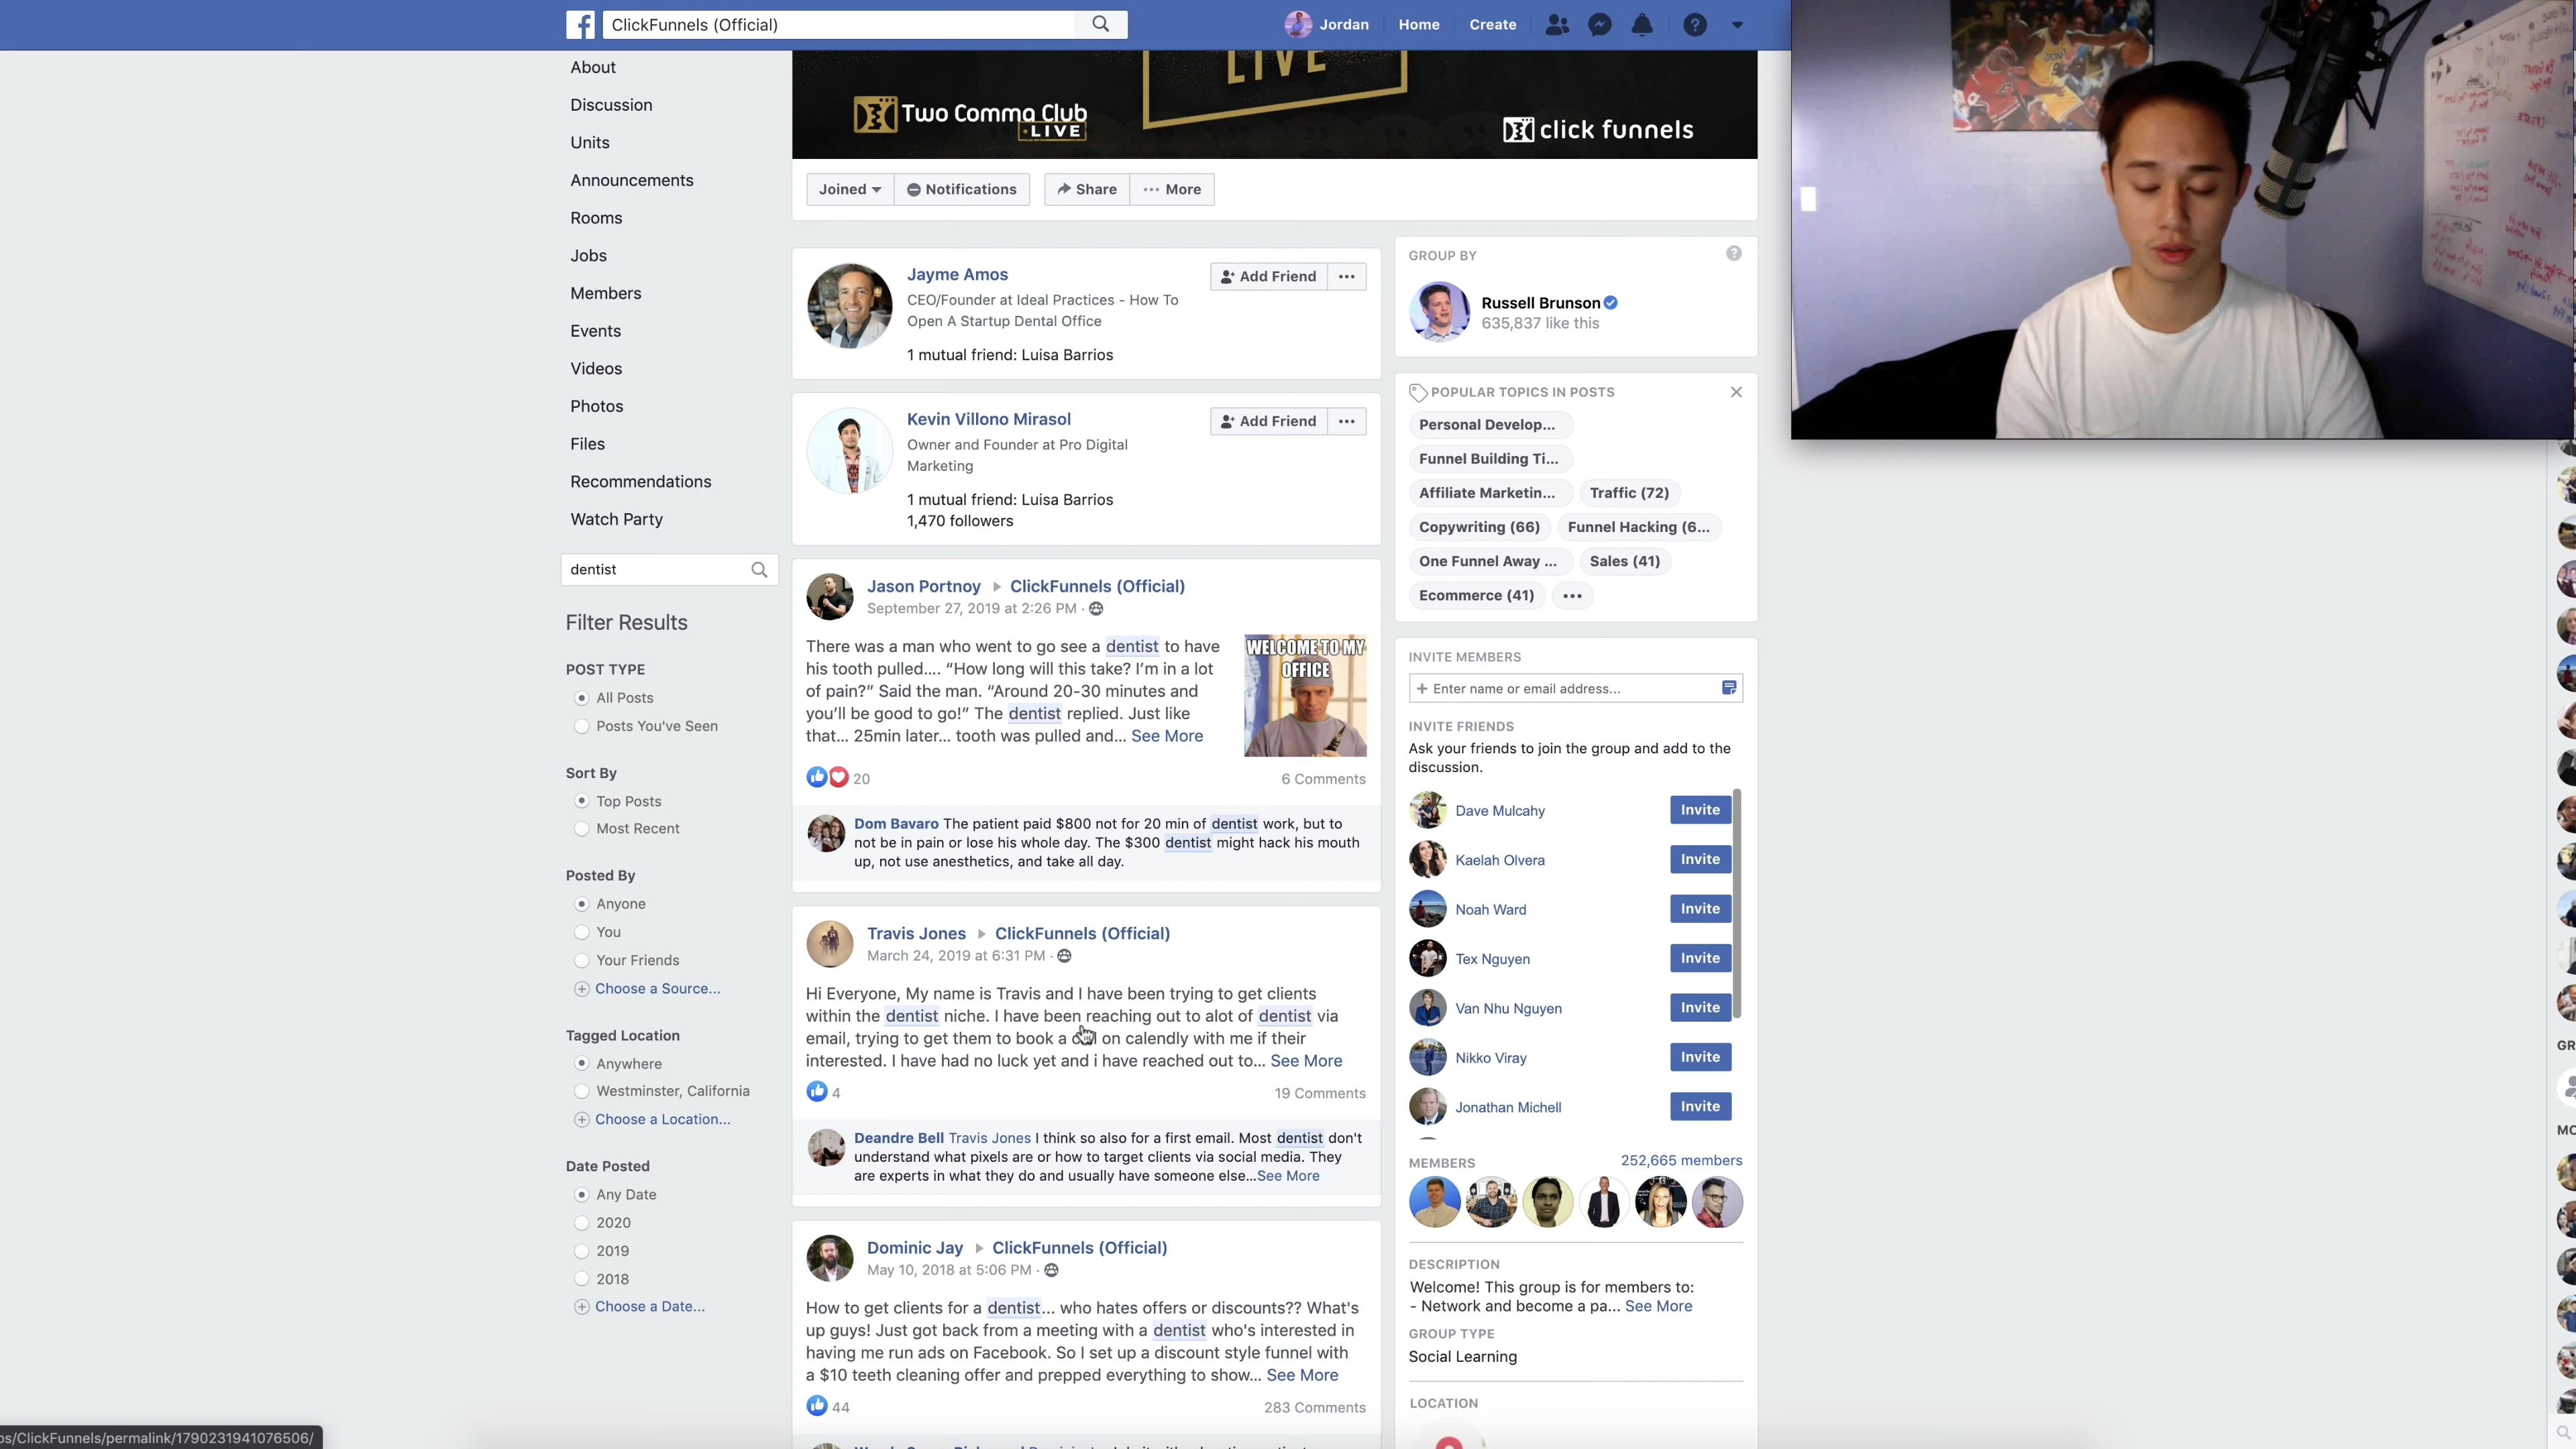 ClickFunnels (Official)
Jordan
Home
Create
About
Discussion
Units
Announcements
Rooms
Jobs
Members
Events
Videos
Photos
Files
Recommendations
Watch Party
dentist
Filter Results
POST TYPE
All Posts
Posts You've Seen
Sort By
Top Posts
Most Recent
Posted By
Anyone
You
Your Friends
Choose a Source...
Tagged Location
Anywhere
Westminster, California
Choose a Location...
Date Posted
Any Date
2020
2019
2018
Choose a Date...
LIVE
Two Comma Club
LIVE
click funnels
Joined
Notifications
Share
More
Jayme Amos
CEO/Founder at Ideal Practices - How To
Open A Startup Dental Office
1 mutual friend: Luisa Barrios
Add Friend
Kevin Villono Mirasol
Owner and Founder at Pro Digital
Marketing
1 mutual friend: Luisa Barrios
1,470 followers
Add Friend
Jason Portnoy ▸ ClickFunnels (Official)
September 27, 2019 at 2:26 PM ·
There was a man who went to go see a dentist to have
his tooth pulled.... “How long will this take? I’m in a lot
of pain?” Said the man. “Around 20-30 minutes and
you’ll be good to go!” The dentist replied. Just like
that... 25min later... tooth was pulled and... See More
WELCOME TO MY
OFFICE
20
6 Comments
Dom Bavaro The patient paid $800 not for 20 min of dentist work, but to
not be in pain or lose his whole day. The $300 dentist might hack his mouth
up, not use anesthetics, and take all day.
Travis Jones ▸ ClickFunnels (Official)
March 24, 2019 at 6:31 PM ·
Hi Everyone, My name is Travis and I have been trying to get clients
within the dentist niche. I have been reaching out to alot of dentist via
email, trying to get them to book a on calendly with me if their
interested. I have had no luck yet and i have reached out to... See More
4
19 Comments
Deandre Bell Travis Jones I think so also for a first email. Most dentist don't
understand what pixels are or how to target clients via social media. They
are experts in what they do and usually have someone else...See More
Dominic Jay ▸ ClickFunnels (Official)
May 10, 2018 at 5:06 PM ·
How to get clients for a dentist... who hates offers or discounts?? What's
up guys! Just got back from a meeting with a dentist who's interested in
having me run ads on Facebook. So I set up a discount style funnel with
a $10 teeth cleaning offer and prepped everything to show... See More
44
283 Comments
GROUP BY
Russell Brunson
635,837 like this
POPULAR TOPICS IN POSTS
Personal Develop...
Funnel Building Ti...
Affiliate Marketin...
Traffic (72)
Copywriting (66)
Funnel Hacking (6...
One Funnel Away ...
Sales (41)
Ecommerce (41)
INVITE MEMBERS
+ Enter name or email address...
INVITE FRIENDS
Ask your friends to join the group and add to the
discussion.
Dave Mulcahy
Invite
Kaelah Olvera
Invite
Noah Ward
Invite
Tex Nguyen
Invite
Van Nhu Nguyen
Invite
Nikko Viray
Invite
Jonathan Michell
Invite
MEMBERS
252,665 members
DESCRIPTION
Welcome! This group is for members to:
- Network and become a pa... See More
GROUP TYPE
Social Learning
LOCATION
GR
MO
ps/ClickFunnels/permalink/1790231941076506/